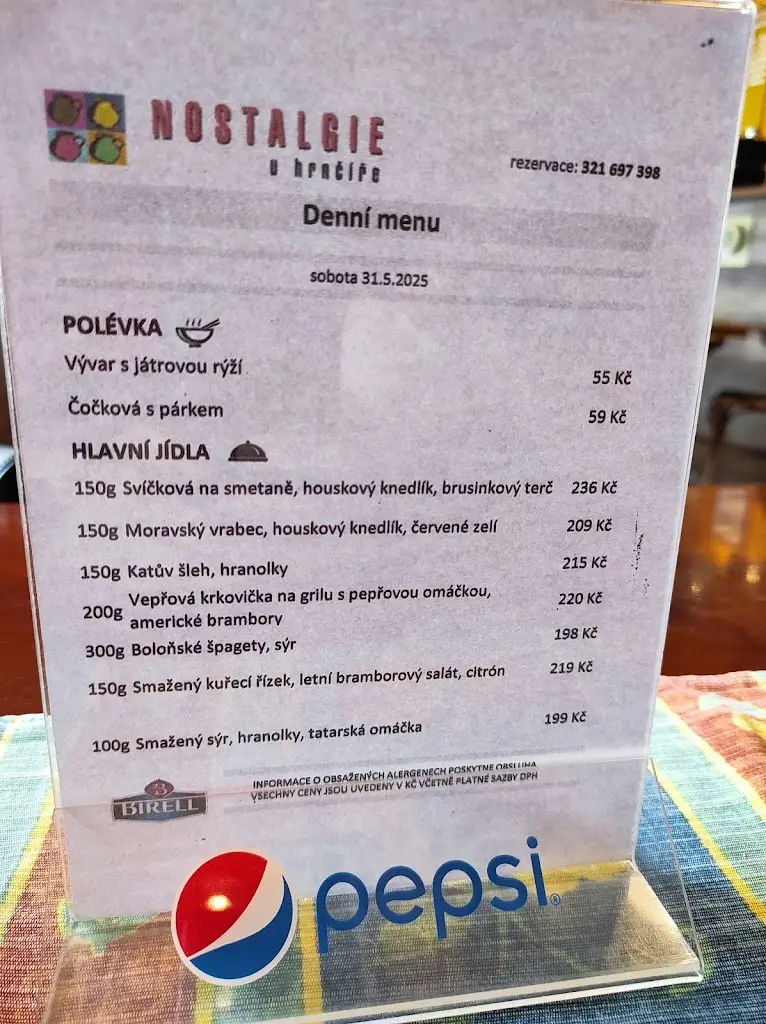 NOSTALGIE
u hrnčíře
rezervace: 321 697 398
Denní menu
sobota 31.5.2025
POLÉVKA
Vývar s játrovou rýží 55 Kč
Čočková s párkem 59 Kč
HLAVNÍ JÍDLA
150g Svíčková na smetaně, houskový knedlík, brusinkový terč 236 Kč
150g Moravský vrabec, houskový knedlík, červené zelí 209 Kč
150g Katův šleh, hranolky 215 Kč
200g Vepřová krkovička na grilu s pepřovou omáčkou, 220 Kč
americké brambory
300g Boloňské špagety, sýr 198 Kč
150g Smažený kuřecí řízek, letní bramborový salát, citrón 219 Kč
100g Smažený sýr, hranolky, tatarská omáčka 199 Kč
INFORMACE O OBSAŽENÝCH ALERGENECH POSKYTNE OBSLUHA
VŠECHNY CENY JSOU UVEDENY V KČ VČETNĚ PLATNÉ SAZBY DPH
B
BIRELL
pepsi®